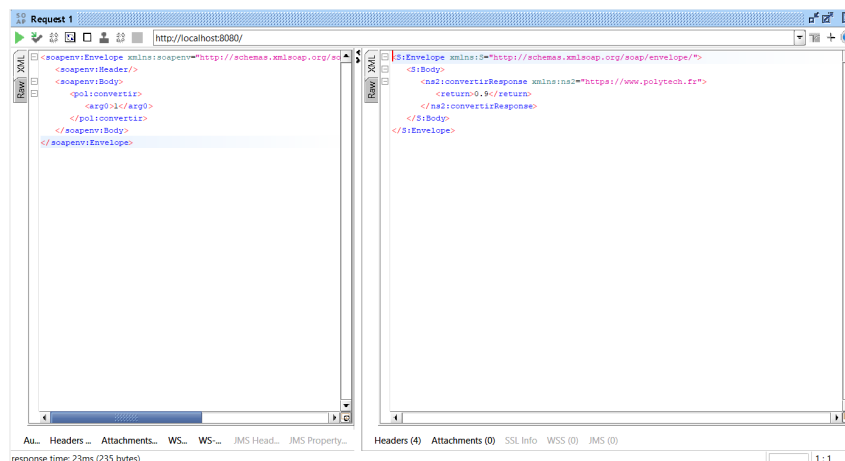 SO AP Request 1
http://localhost:8080/
XML
Raw
<soapenv:Envelope xmlns:soapenv="http://schemas.xmlsoap.org/so
<soapenv:Header/>
<soapenv:Body>
<pol:convertir>
<arg0>1</arg0>
</pol:convertir>
</soapenv:Body>
</soapenv:Envelope>
XML
Raw
<S:Envelope xmlns:S="http://schemas.xmlsoap.org/soap/envelope/">
<S:Body>
<ns2:convertirResponse xmlns:ns2="https://www.polytech.fr">
<return>0.9</return>
</ns2:convertirResponse>
</S:Body>
</S:Envelope>
Au... Headers ... Attachments... WS... WS-... JMS Head... JMS Property...
Headers (4) Attachments (0) SSL Info WSS (0) JMS (0)
response time: 23ms (235 bytes)
1 : 1